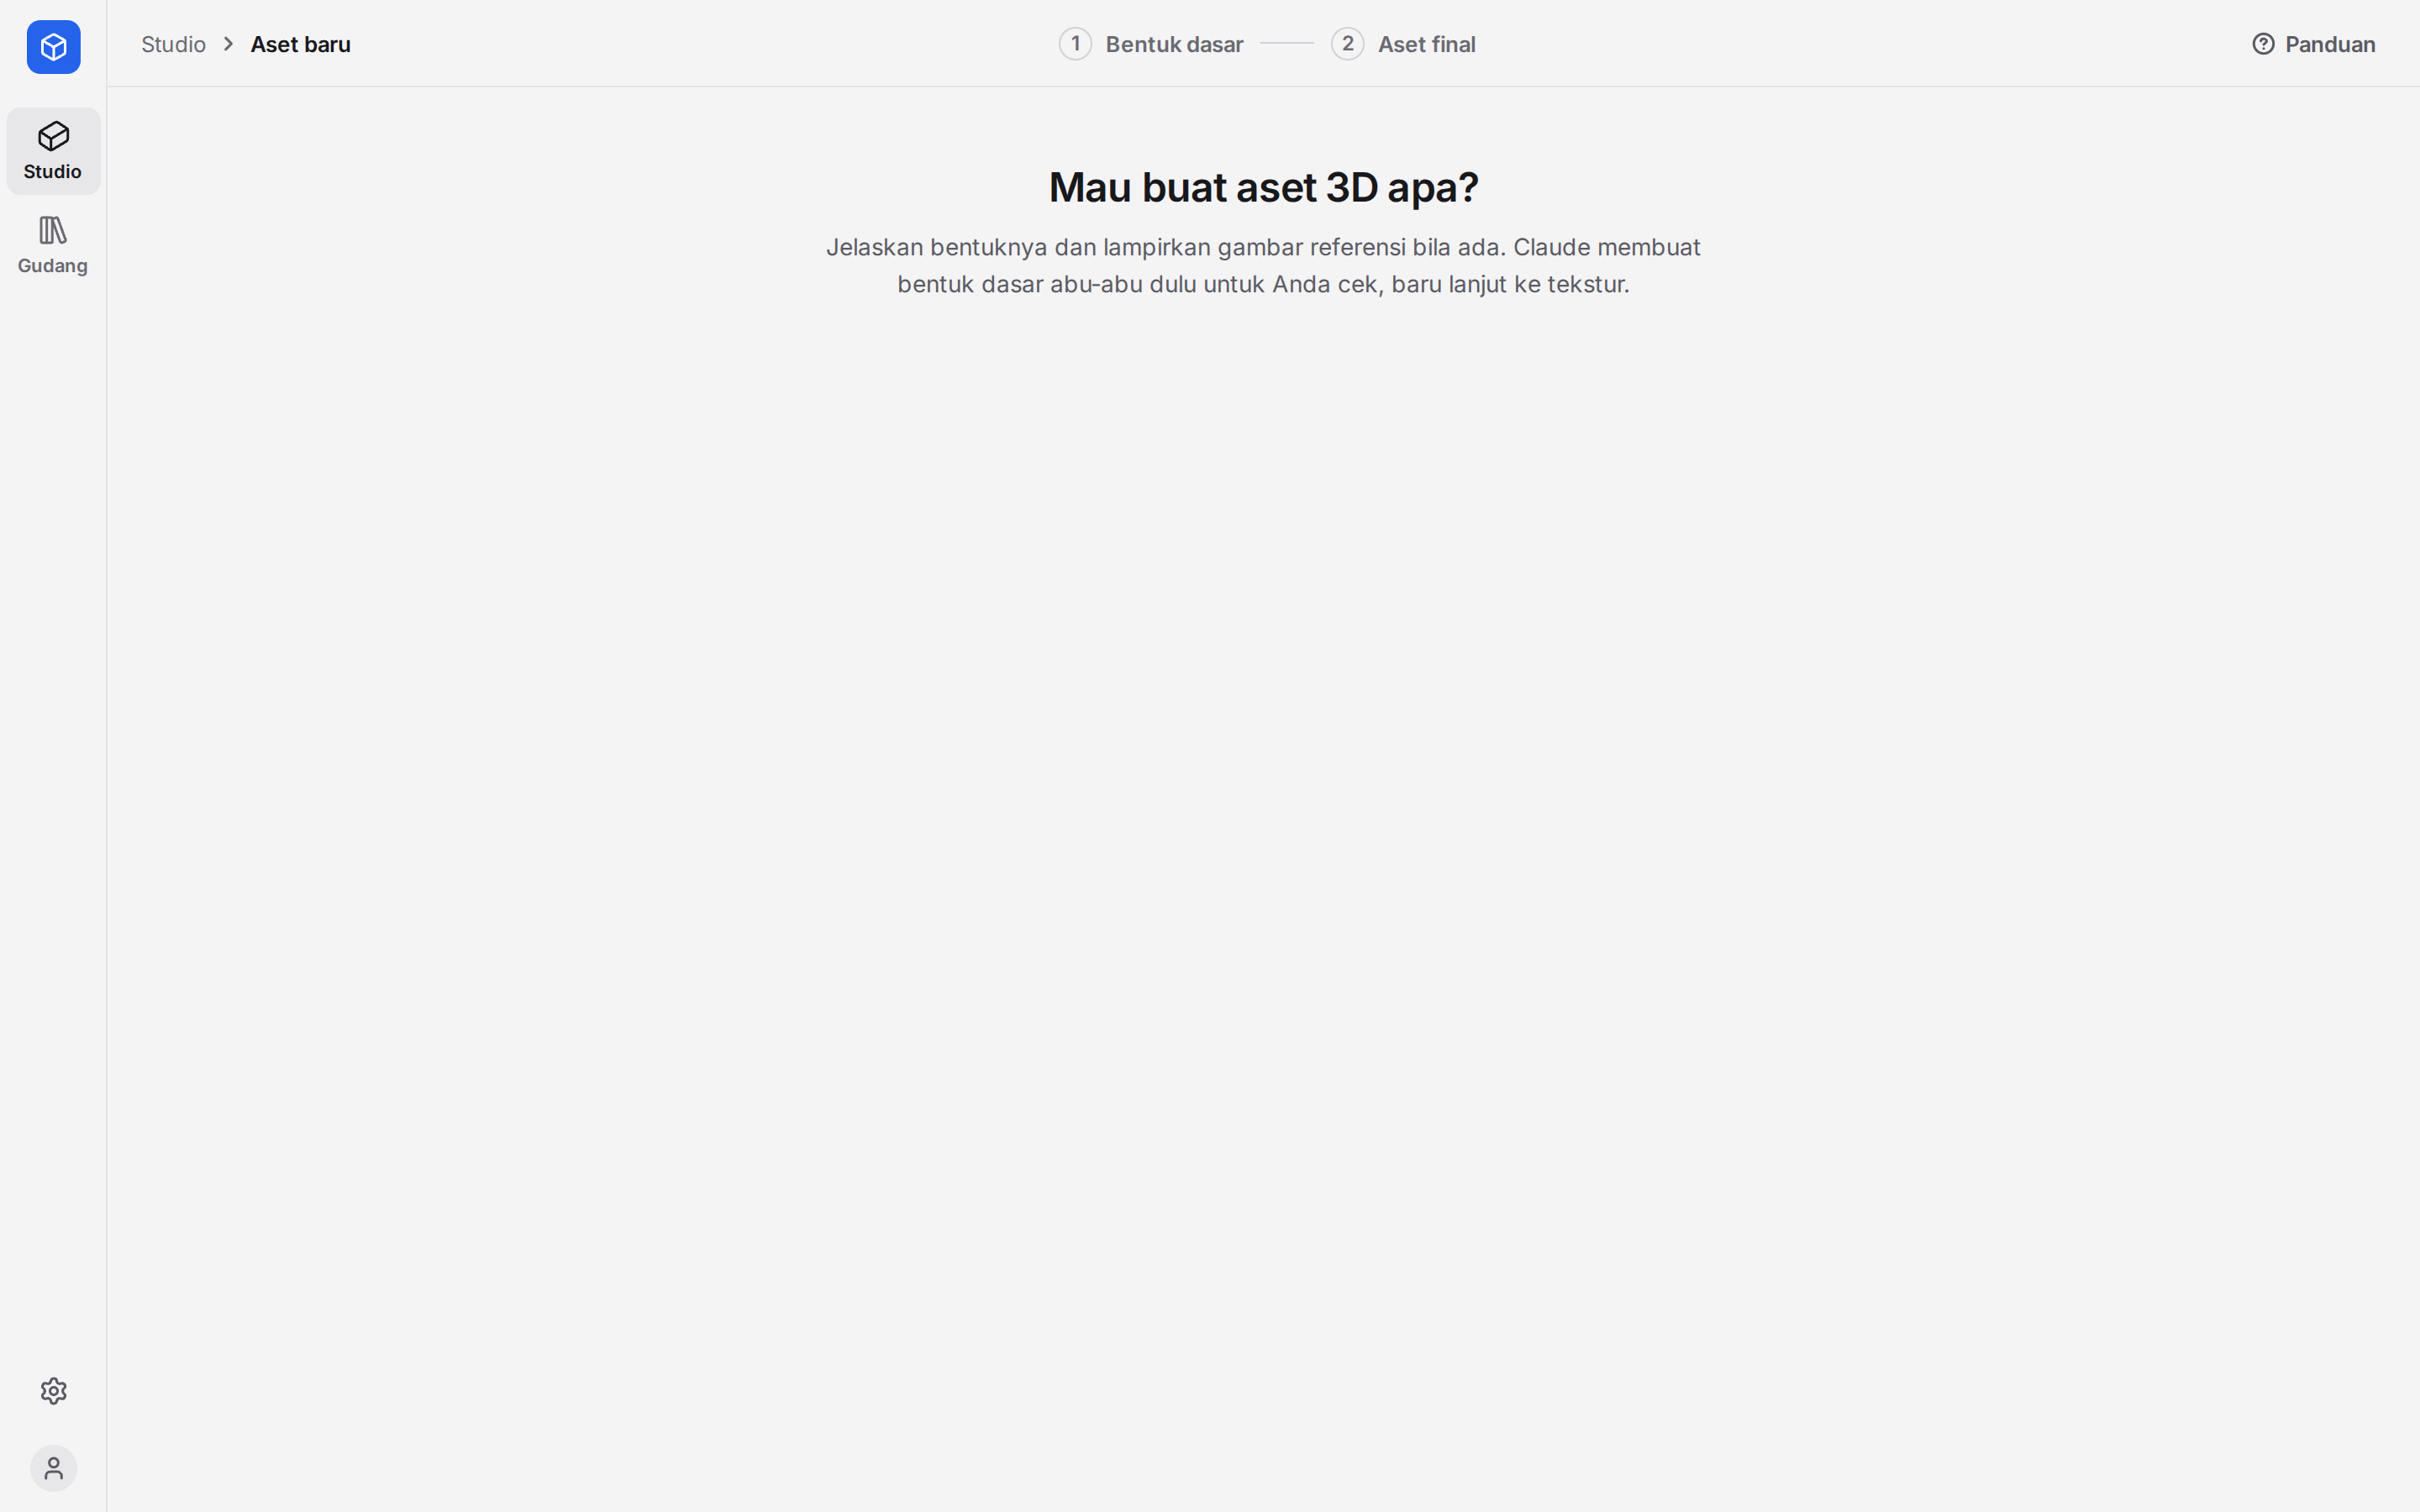 Studio
Aset baru
1
Bentuk dasar
2
Aset final
Panduan
Studio
Gudang
Mau buat aset 3D apa?
Jelaskan bentuknya dan lampirkan gambar referensi bila ada. Claude membuat
bentuk dasar abu-abu dulu untuk Anda cek, baru lanjut ke tekstur.